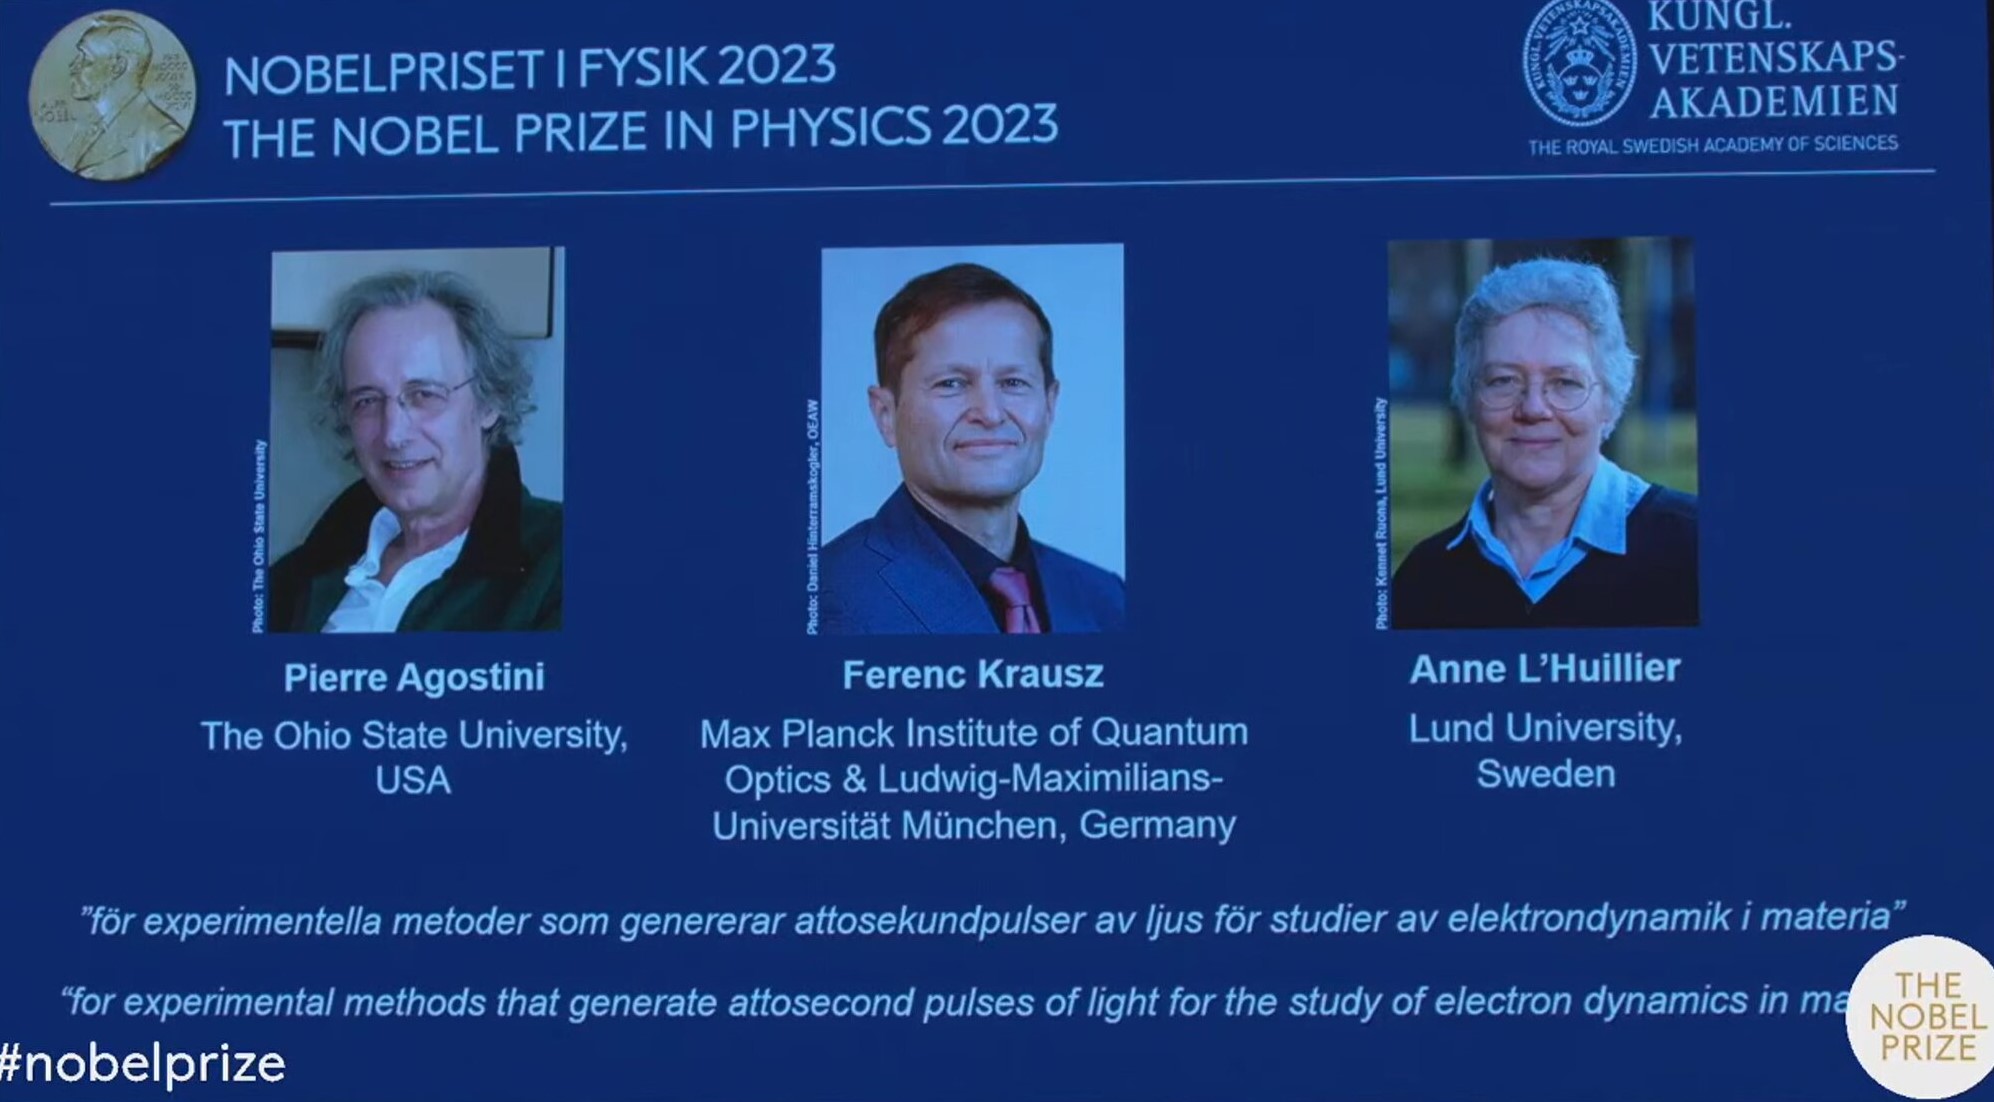 NOBELPRISET I FYSIK 2023
THE NOBEL PRIZE IN PHYSICS 2023
KUNGL.
VETENSKAPS-
AKADEMIEN
THE ROYAL SWEDISH ACADEMY OF SCIENCES
Photo: The Ohio State University
Photo: Daniel Hinterramskogler, OEAW
Photo: Kennet Ruona, Lund University
Pierre Agostini
The Ohio State University,
USA
Ferenc Krausz
Max Planck Institute of Quantum
Optics & Ludwig-Maximilians-
Universität München, Germany
Anne L’Huillier
Lund University,
Sweden
”för experimentella metoder som genererar attosekundpulser av ljus för studier av elektrondynamik i materia”
“for experimental methods that generate attosecond pulses of light for the study of electron dynamics in ma
#nobelprize
THE
NOBEL
PRIZE